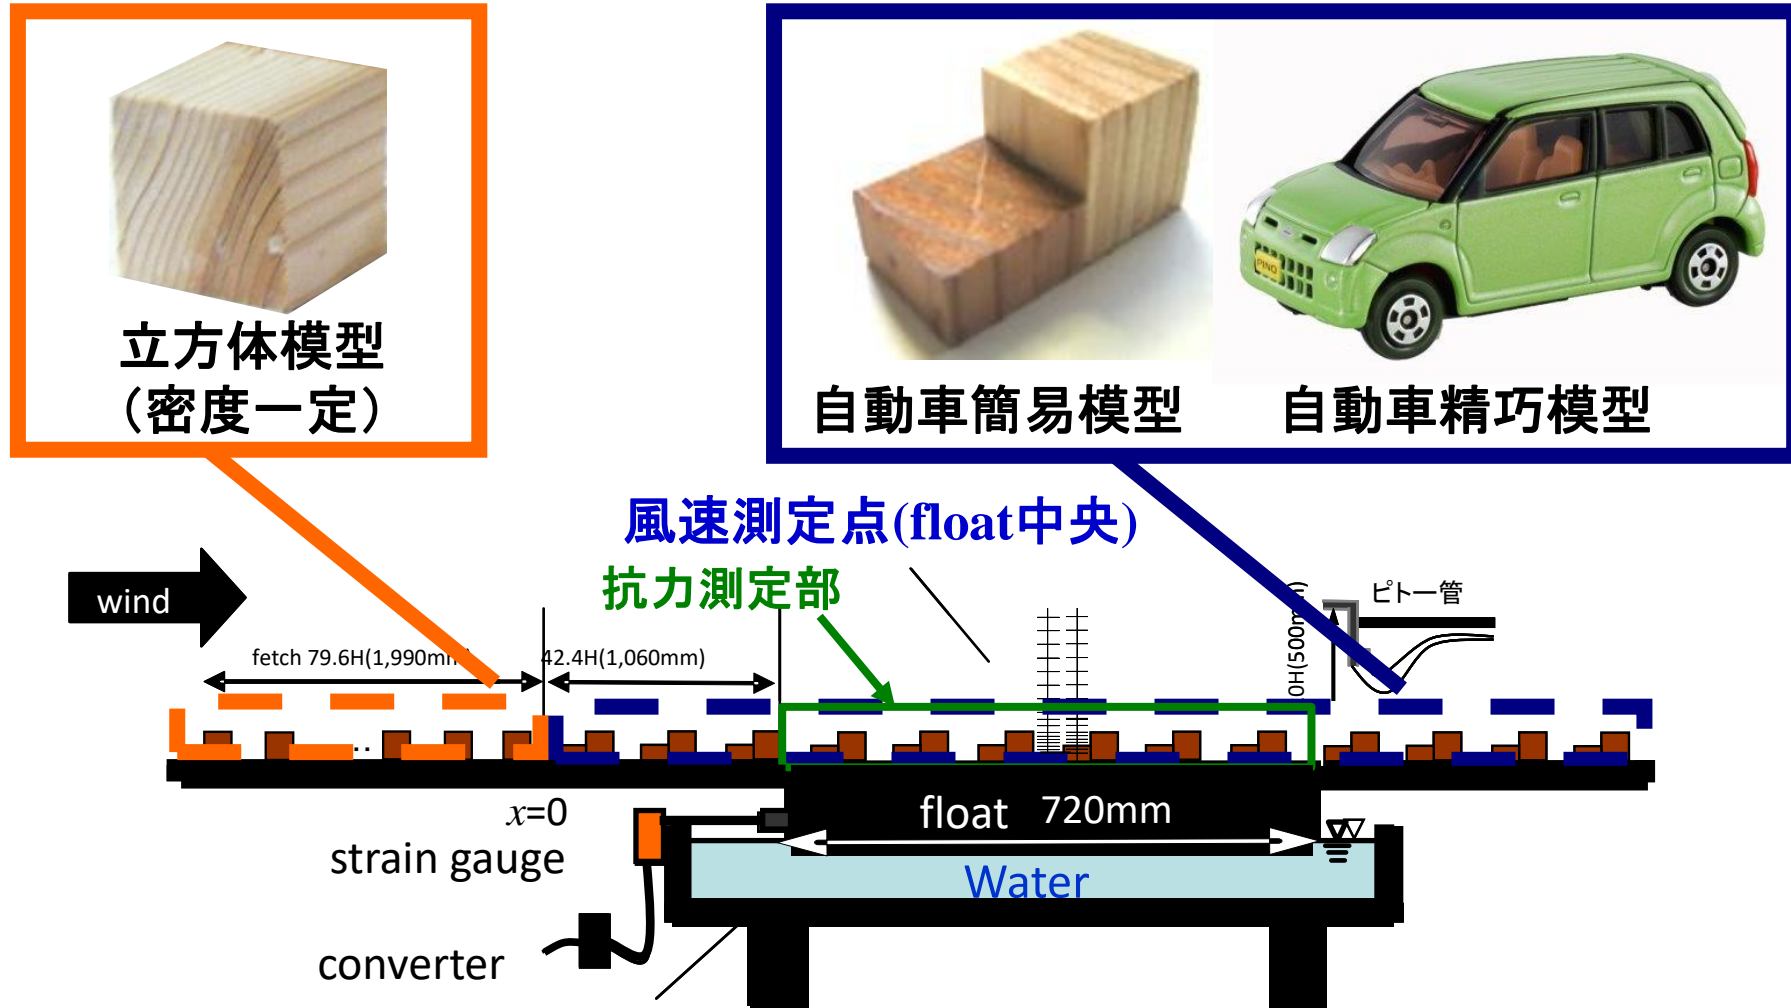 立方体模型
（密度一定）
PINO
自動車簡易模型
自動車精巧模型
風速測定点(float中央)
抗力測定部
wind
ピトー管
fetch 79.6H(1,990mm)
42.4H(1,060mm)
0H(500mm)
..
x=0
strain gauge
float 720mm
Water
converter